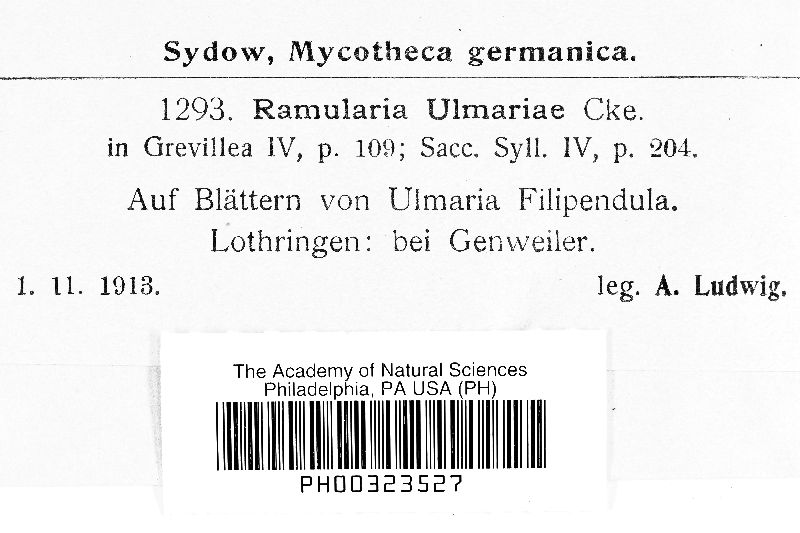 Sydow, Mycotheca germanica.
1293. Ramularia Ulmariae Cke.
in Grevillea IV, p. 109; Sacc. Syll. IV, p. 204.
Auf Blättern von Ulmaria Filipendula.
Lothringen: bei Genweiler.
1. 11. 1913. leg. A. Ludwig.
The Academy of Natural Sciences
Philadelphia, PA USA (PH)
PH00323527